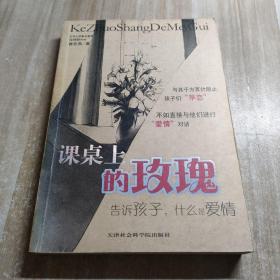 KeZhuoShangDeMeiGui
与其千方百计阻止
孩子们“早恋”
不如直接与他们进行
“爱情”对话
课桌上
的玫瑰
告诉孩子，什么是爱情
天津社会科学院出版社